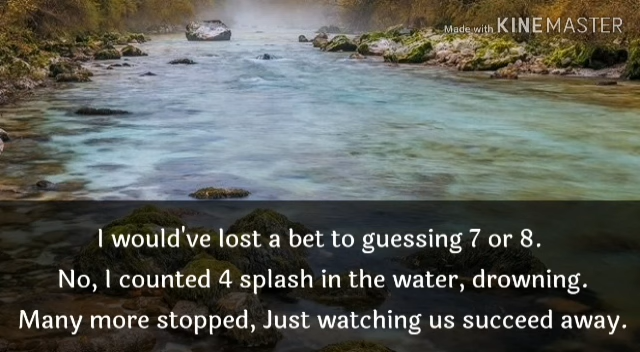 Made with KINEMASTER
I would've lost a bet to guessing 7 or 8.
No, I counted 4 splash in the water, drowning.
Many more stopped, Just watching us succeed away.